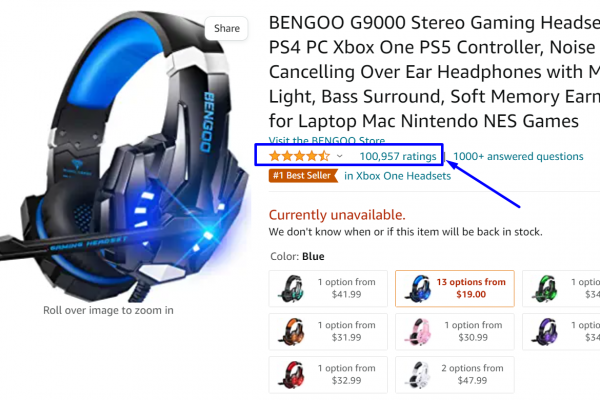 Share
BENGOO G9000 Stereo Gaming Headse
PS4 PC Xbox One PS5 Controller, Noise
Cancelling Over Ear Headphones with M
Light, Bass Surround, Soft Memory Earn
for Laptop Mac Nintendo NES Games
Visit the BENGOO Store
100,957 ratings | 1000+ answered questions
#1 Best Seller in Xbox One Headsets
Currently unavailable.
We don't know when or if this item will be back in stock.
Color: Blue
1 option from
$41.99
13 options from
$19.00
1 option
$34
1 option from
$31.99
1 option from
$30.99
1 option
$34
1 option from
$32.99
2 options from
$47.99
BENGOO
GAMING HEADSET
Roll over image to zoom in